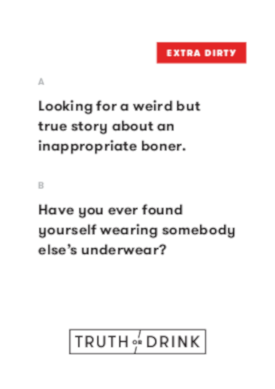 EXTRA DIRTY
A
Looking for a weird but
true story about an
inappropriate boner.
B
Have you ever found
yourself wearing somebody
else's underwear?
TRUTH OR DRINK